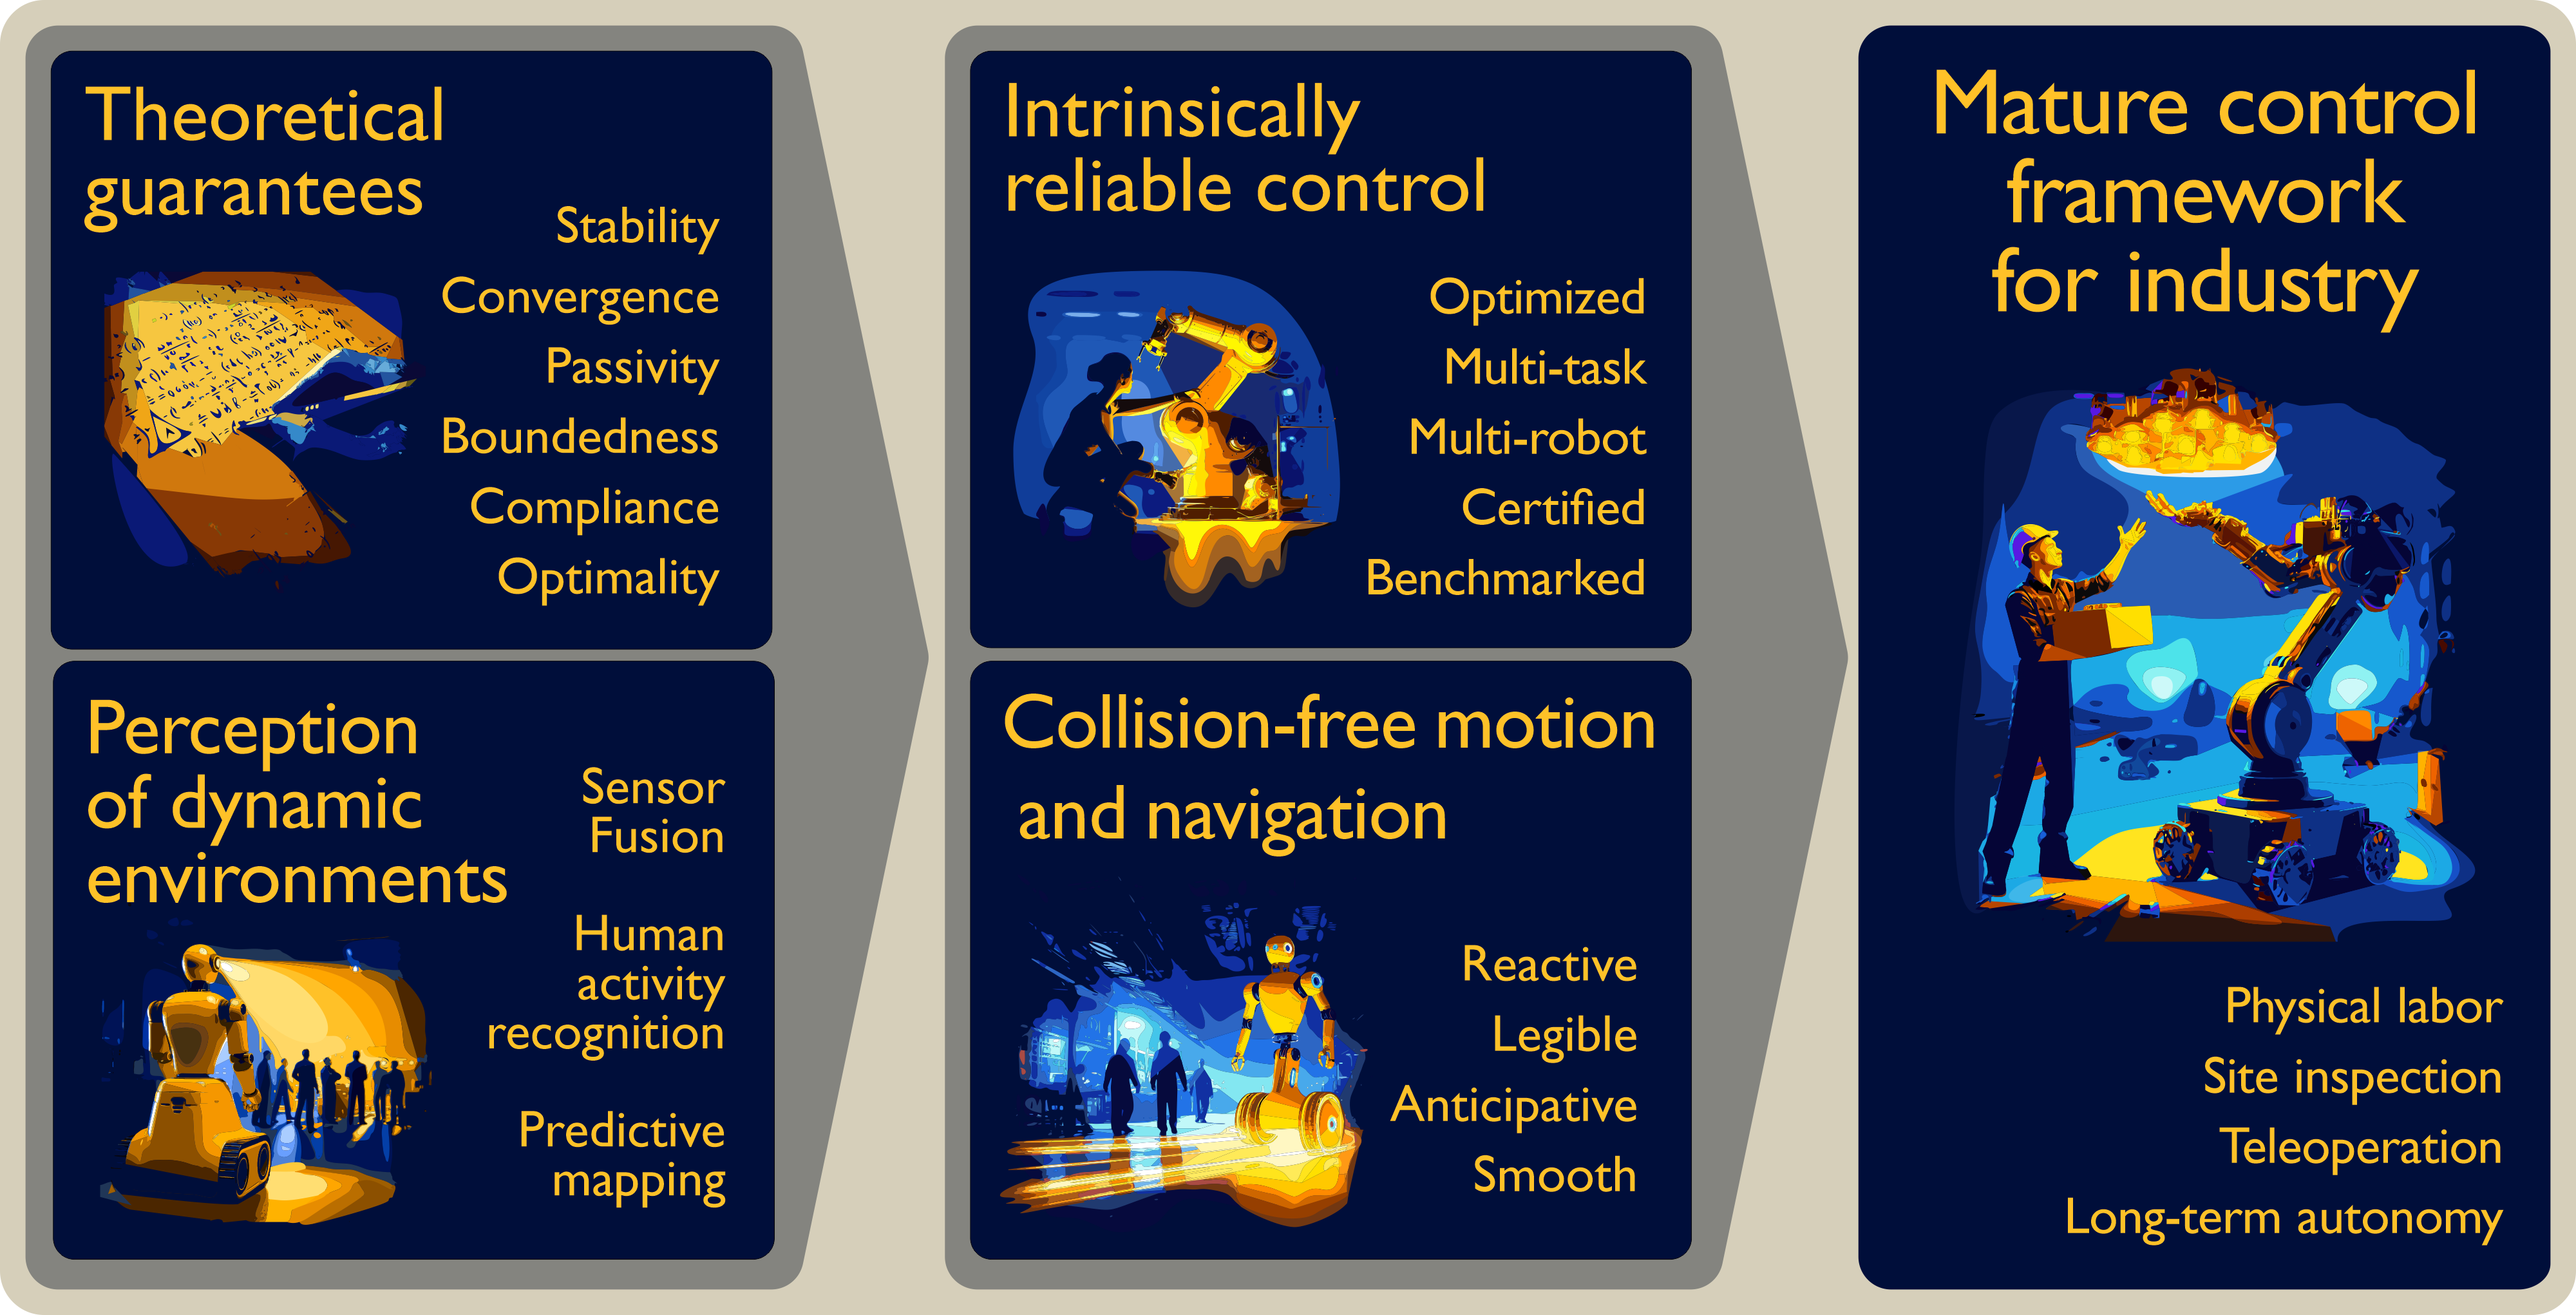 Theoretical
guarantees
Stability
Convergence
Passivity
Boundedness
Compliance
Optimality
Perception
of dynamic
environments
Sensor
Fusion
Human
activity
recognition
Predictive
mapping
Intrinsically
reliable control
Optimized
Multi-task
Multi-robot
Certified
Benchmarked
Collision-free motion
and navigation
Reactive
Legible
Anticipative
Smooth
Mature control
framework
for industry
Physical labor
Site inspection
Teleoperation
Long-term autonomy